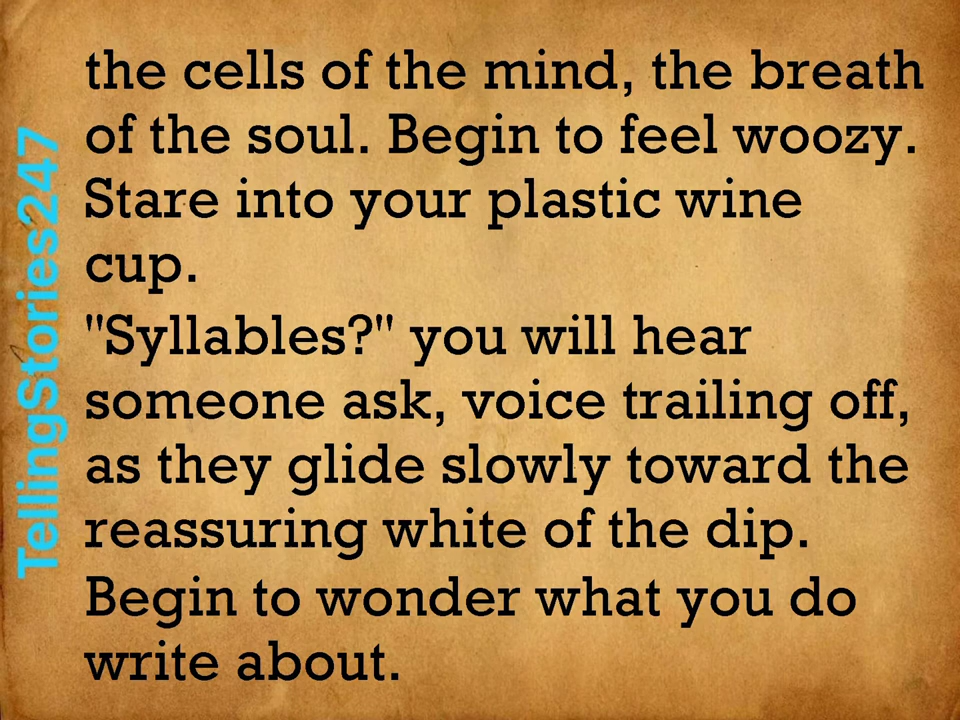 the cells of the mind, the breath
of the soul. Begin to feel woozy.
Stare into your plastic wine
cup.
"Syllables?" you will hear
someone ask, voice trailing off,
as they glide slowly toward the
reassuring white of the dip.
Begin to wonder what you do
write about.
TellingStories247